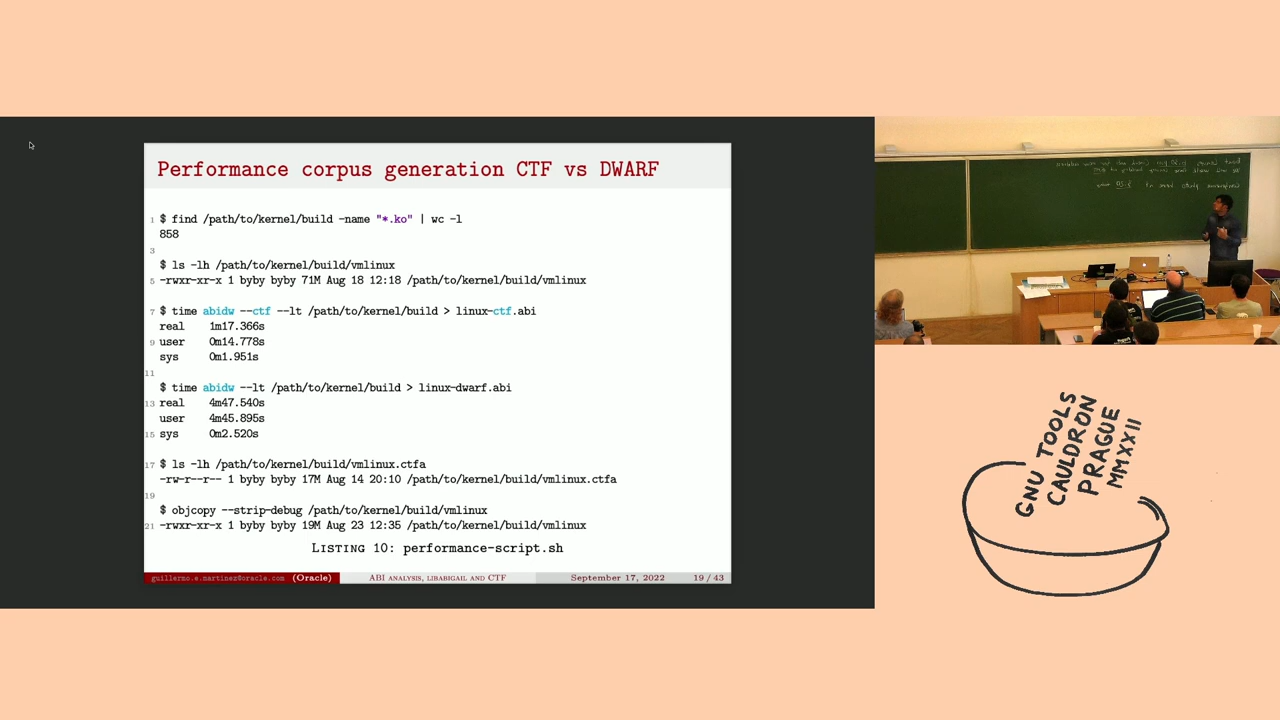 Performance corpus generation CTF vs DWARF
1 $ find /path/to/kernel/build -name "*.ko" | wc -l
858
3
$ ls -lh /path/to/kernel/build/vmlinux
5 -rwxr-xr-x 1 byby byby 71M Aug 18 12:18 /path/to/kernel/build/vmlinux
7 $ time abidw --ctf --lt /path/to/kernel/build > linux-ctf.abi
real 1m17.366s
9 user 0m14.778s
sys 0m1.951s
11
$ time abidw --lt /path/to/kernel/build > linux-dwarf.abi
13 real 4m47.540s
user 4m45.895s
15 sys 0m2.520s
17 $ ls -lh /path/to/kernel/build/vmlinux.ctfa
-rw-r--r-- 1 byby byby 17M Aug 14 20:10 /path/to/kernel/build/vmlinux.ctfa
19
$ objcopy --strip-debug /path/to/kernel/build/vmlinux
21 -rwxr-xr-x 1 byby byby 19M Aug 23 12:35 /path/to/kernel/build/vmlinux
LISTING 10: performance-script.sh
guillermo.e.martinez@oracle.com (Oracle) ABI ANALYSIS, LIBABIGAIL AND CTF September 17, 2022 19 / 43
GNU TOOLS
CAULDRON
PRAGUE
MMXXII